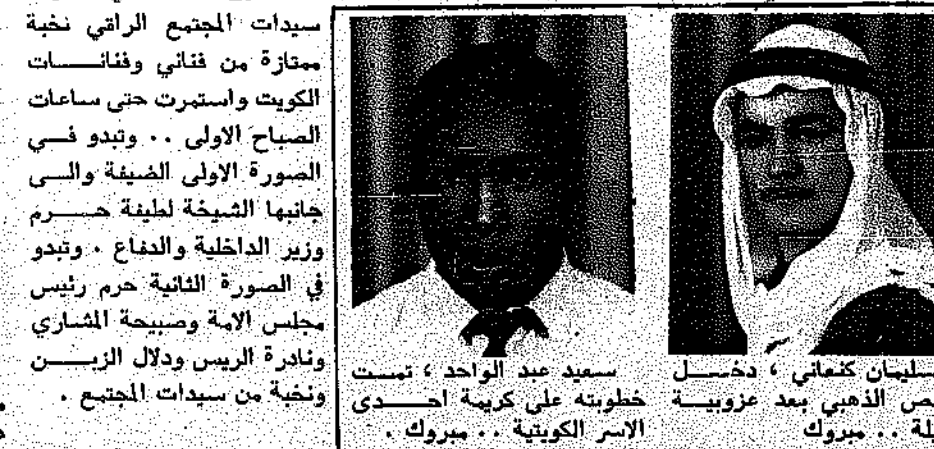 سيدات المجتمع الراقي نخبة
ممتازة من فناني وفنانات
الكويت واستمرت حتى ساعات
الصباح الاولى .. وتبدو في
الصورة الاولى الضيفة والى
جانبها الشيخة لطيفة حرم
وزير الداخلية والدفاع . وتبدو
في الصورة الثانية حرم رئيس
مجلس الامة وصبيحة المشاري
ونادرة الريس ودلال الزبن
ونخبة من سيدات المجتمع .
سليمان كنعاني ، دخل
الذهبي بعد عزوبية
.. مبروك
سعيد عبد الواحد ، تمت
خطوبته على كريمة احدى
الاسر الكويتية .. مبروك .